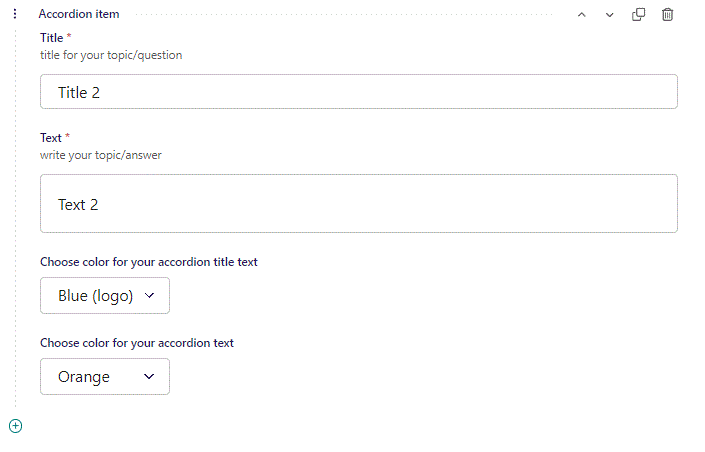 Accordion item
Title *
title for your topic/question
Title 2
Text *
write your topic/answer
Text 2
Choose color for your accordion title text
Blue (logo)
Choose color for your accordion text
Orange